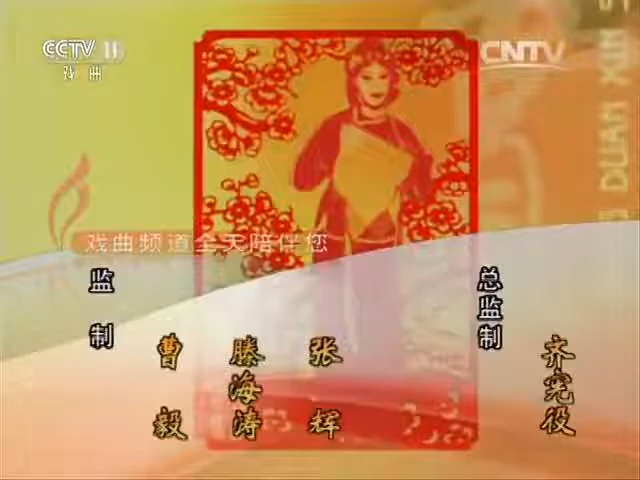 CCTV 11
戏曲
CNTV
DUAN XIN
戏曲频道全天陪伴您
总监制
齐宪役
监制
张辉
滕海涛
曹毅